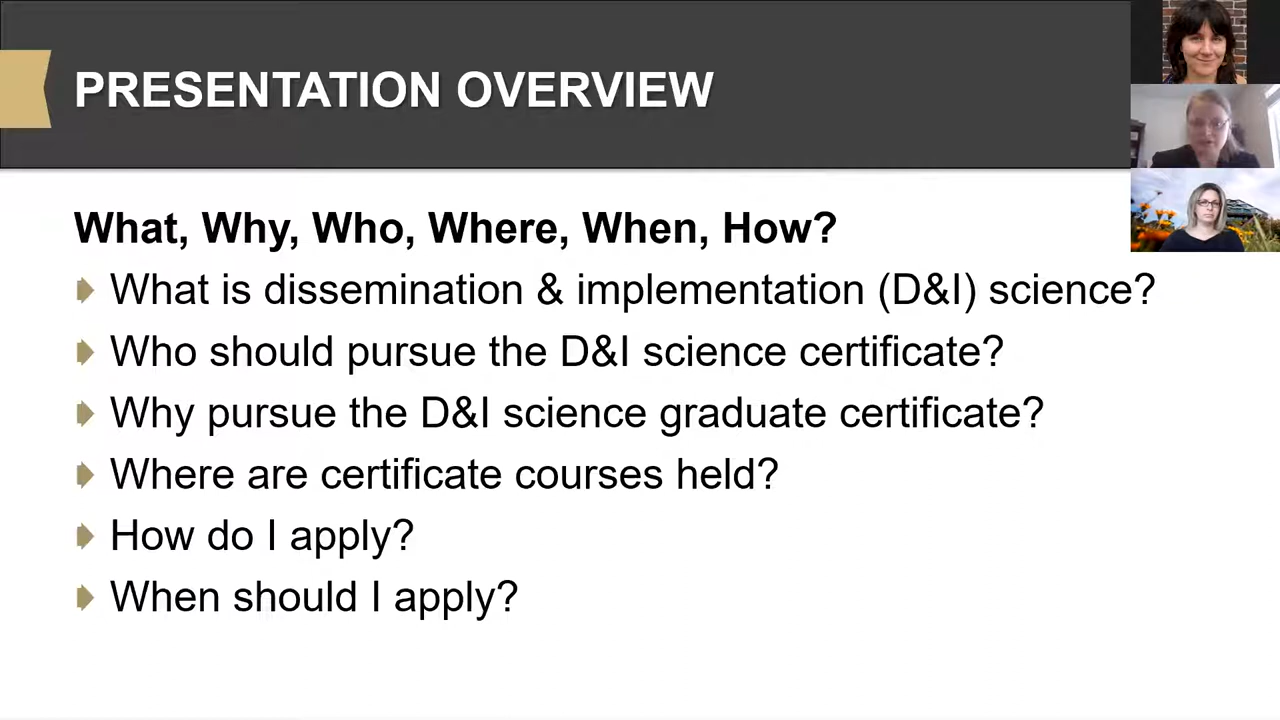 PRESENTATION OVERVIEW
What, Why, Who, Where, When, How?
What is dissemination & implementation (D&I) science?
Who should pursue the D&I science certificate?
Why pursue the D&I science graduate certificate?
Where are certificate courses held?
How do I apply?
When should I apply?